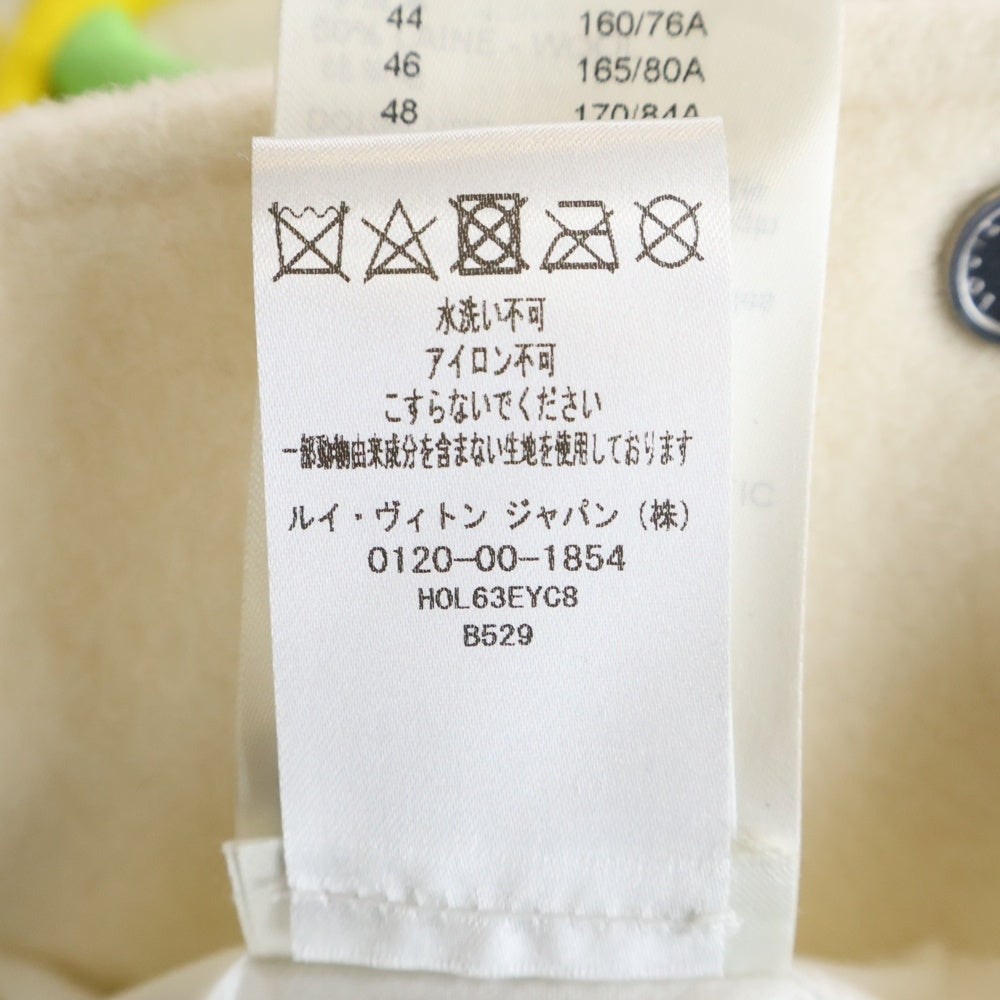 44 160/76A
46 165/80A
48 170/84A
水洗い不可
アイロン不可
こすらないでください
一部動物由来成分を含まない生地を使用しております
ルイ・ヴィトン ジャパン（株）
0120-00-1854
HOL63EYC8
B529